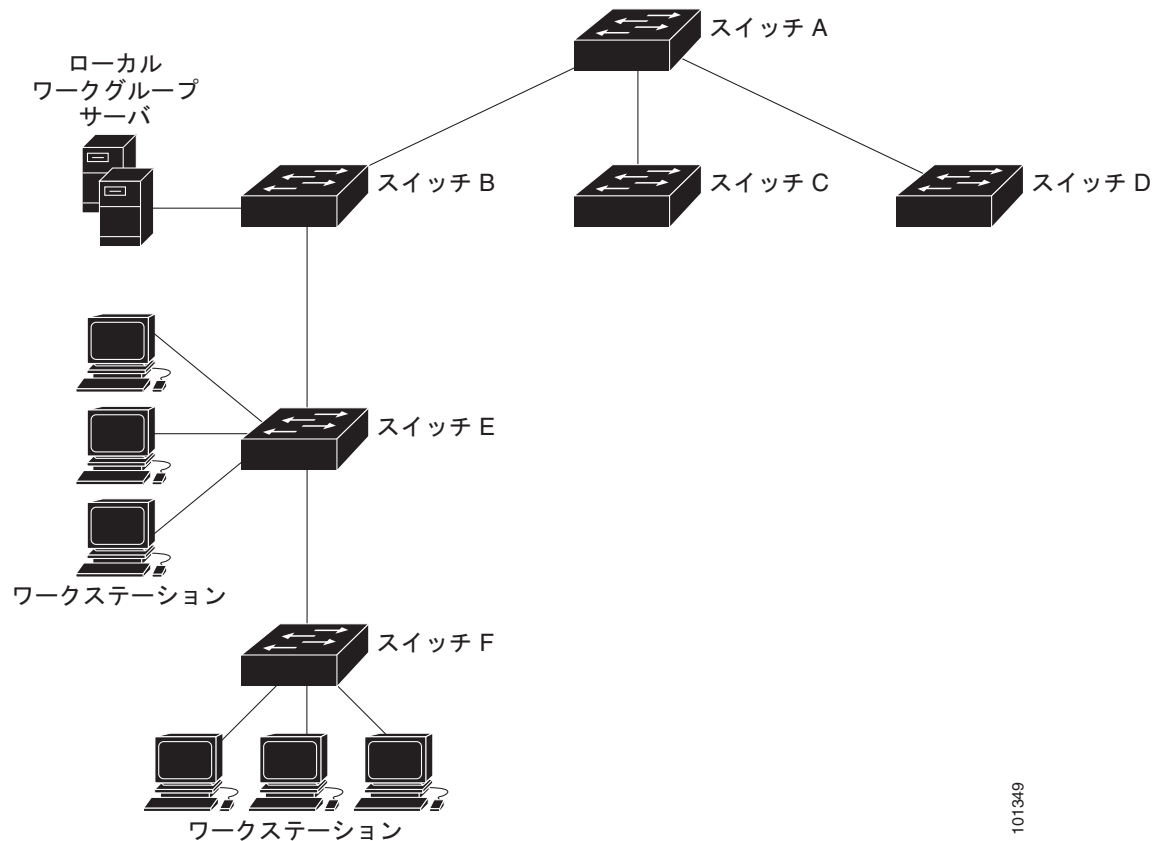 スイッチ A
ローカル
ワークグループ
サーバ
スイッチ B
スイッチ C
スイッチ D
スイッチ E
ワークステーション
スイッチ F
ワークステーション
101349